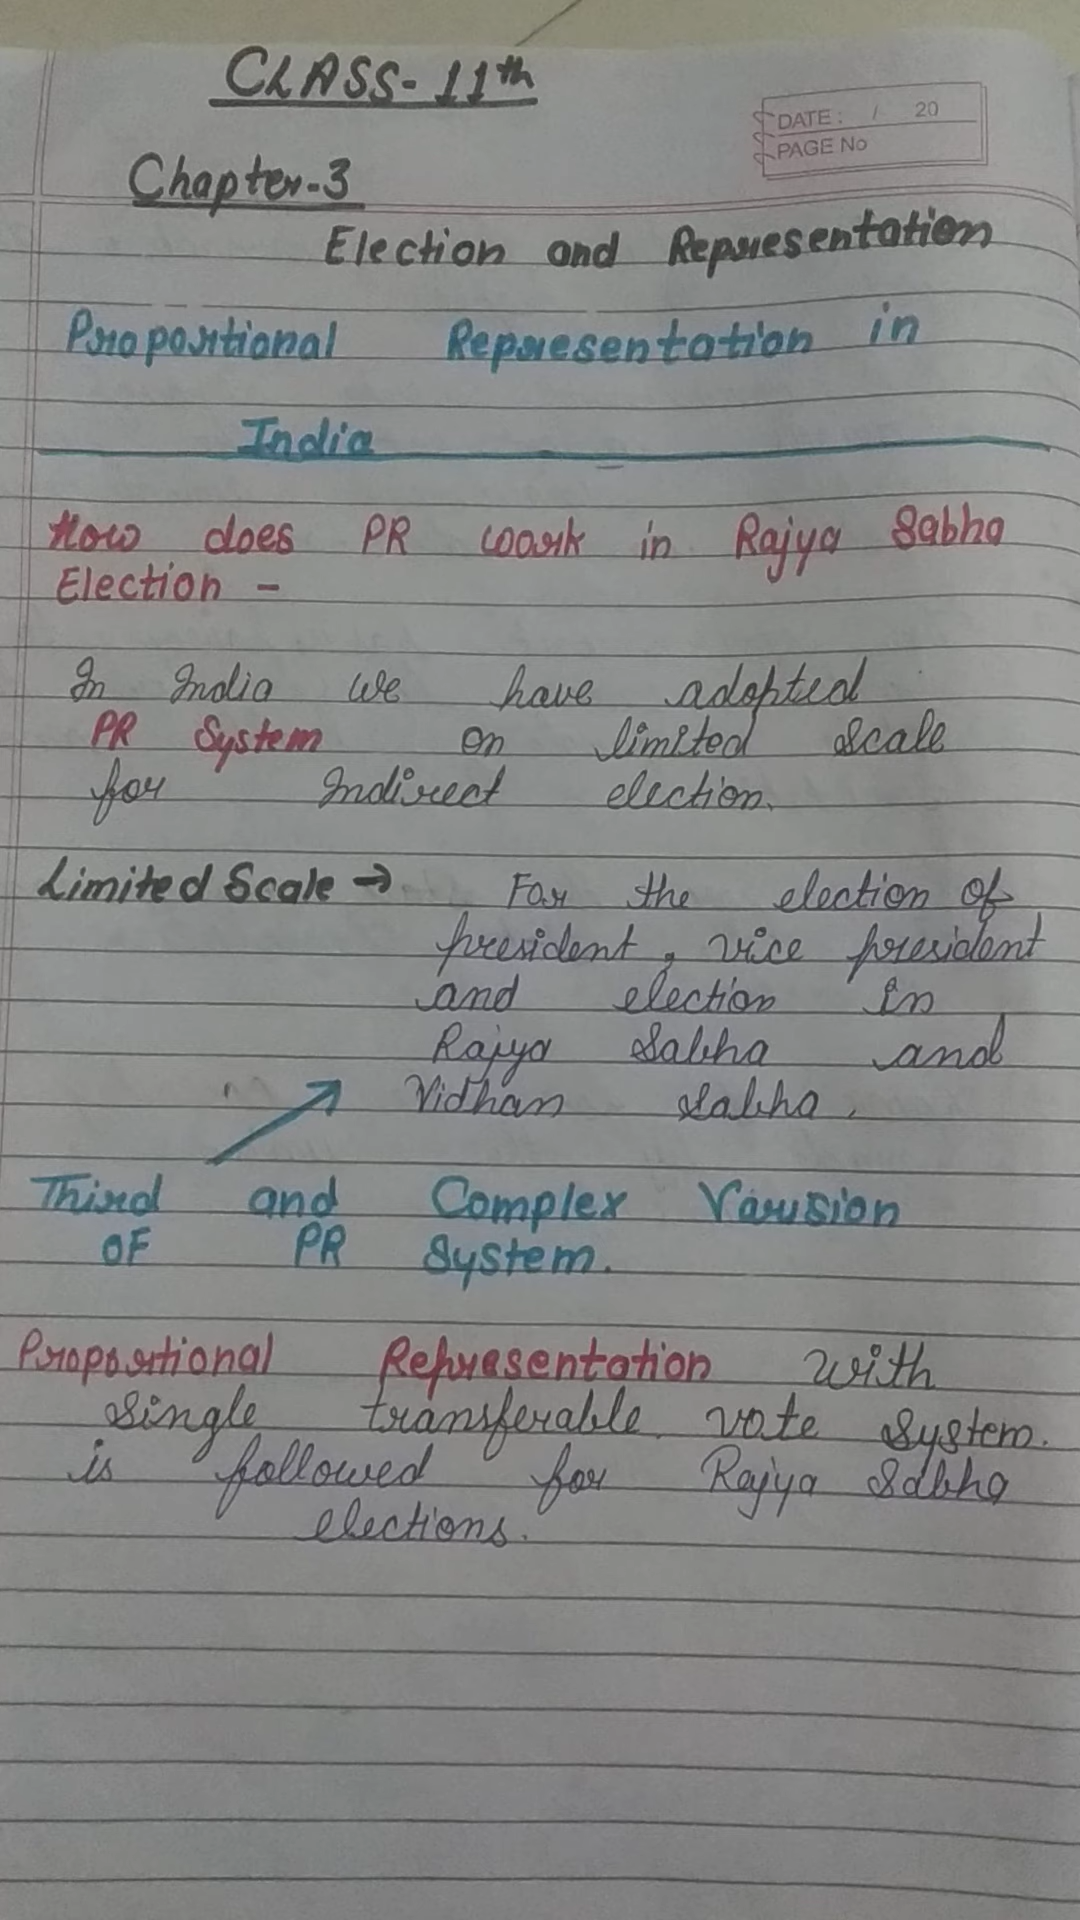 CLASS-11th
DATE: / 20
PAGE No
Chapter-3
Election and Representation
Proportional Representation in
India
How does PR work in Rajya Sabha
Election -
In India we have adopted
PR System on limited scale
for Indirect election.
Limited Scale → For the election of
president, vice president
and election in
Rajya Sabha and
Vidhan Sabha.
Third and Complex Varusion
OF PR System.
Proportional Representation with
single transferable vote system.
is followed for Rajya Sabha
elections.